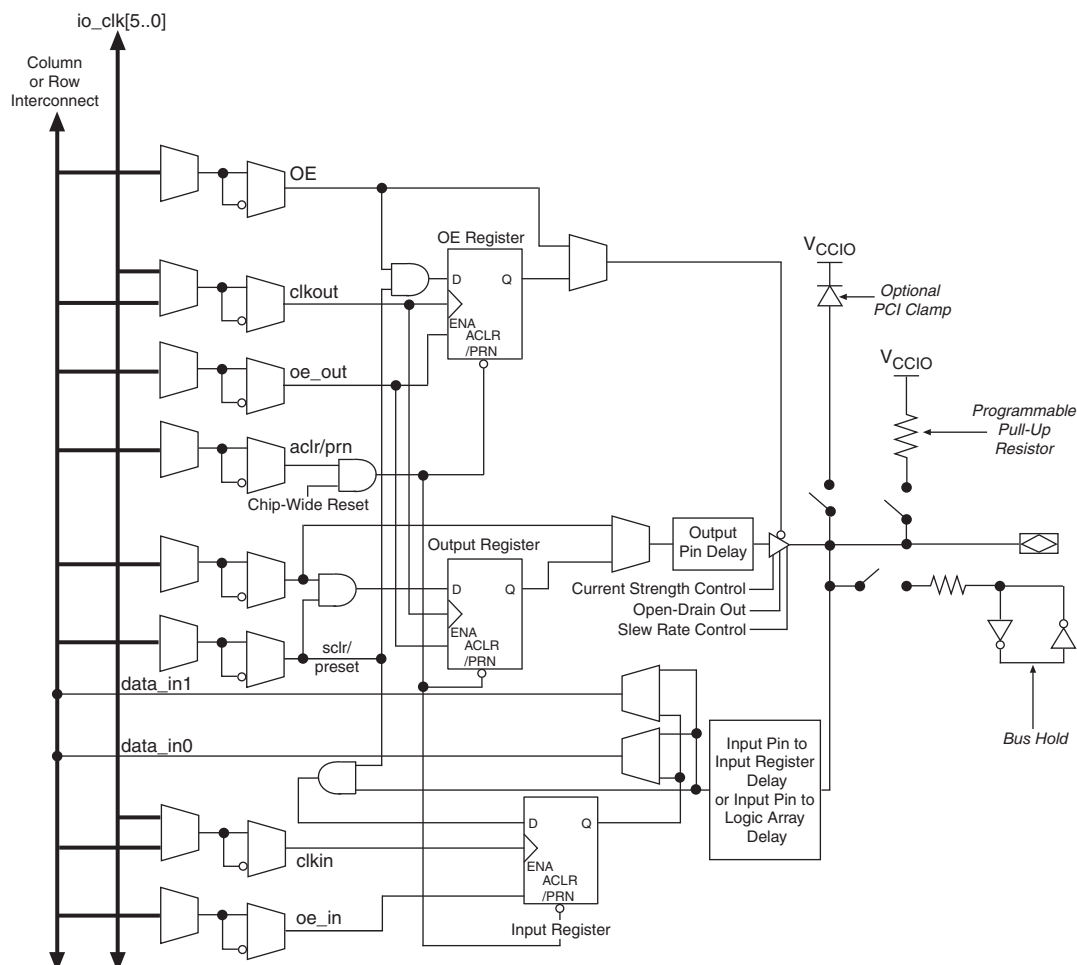 io_clk[5..0]
Column
or Row
Interconnect
OE
OE Register
D
Q
ENA
ACLR
/PRN
clkout
oe_out
aclr/prn
Chip-Wide Reset
VCCIO
Optional
PCI Clamp
VCCIO
Programmable
Pull-Up
Resistor
Output Register
D
Q
ENA
ACLR
/PRN
Output
Pin Delay
Current Strength Control
Open-Drain Out
Slew Rate Control
sclr/
preset
data_in1
data_in0
Bus Hold
Input Pin to
Input Register
Delay
or Input Pin to
Logic Array
Delay
D
Q
ENA
ACLR
/PRN
clkin
oe_in
Input Register